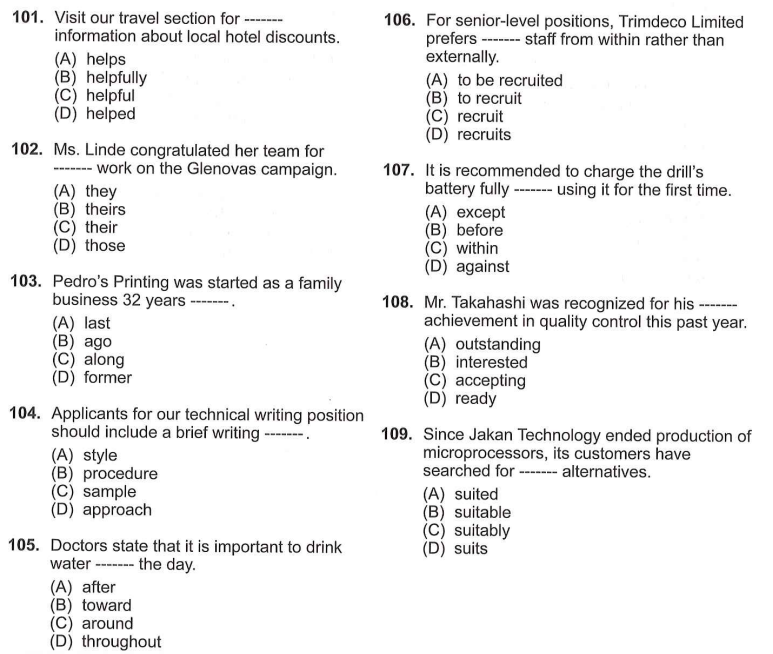 101. Visit our travel section for -------
information about local hotel discounts.
(A) helps
(B) helpfully
(C) helpful
(D) helped
102. Ms. Linde congratulated her team for
------- work on the Glenovas campaign.
(A) they
(B) theirs
(C) their
(D) those
103. Pedro's Printing was started as a family
business 32 years -------.
(A) last
(B) ago
(C) along
(D) former
104. Applicants for our technical writing position
should include a brief writing -------.
(A) style
(B) procedure
(C) sample
(D) approach
105. Doctors state that it is important to drink
water ------- the day.
(A) after
(B) toward
(C) around
(D) throughout
106. For senior-level positions, Trimdeco Limited
prefers ------- staff from within rather than
externally.
(A) to be recruited
(B) to recruit
(C) recruit
(D) recruits
107. It is recommended to charge the drill's
battery fully ------- using it for the first time.
(A) except
(B) before
(C) within
(D) against
108. Mr. Takahashi was recognized for his -------
achievement in quality control this past year.
(A) outstanding
(B) interested
(C) accepting
(D) ready
109. Since Jakan Technology ended production of
microprocessors, its customers have
searched for ------- alternatives.
(A) suited
(B) suitable
(C) suitably
(D) suits